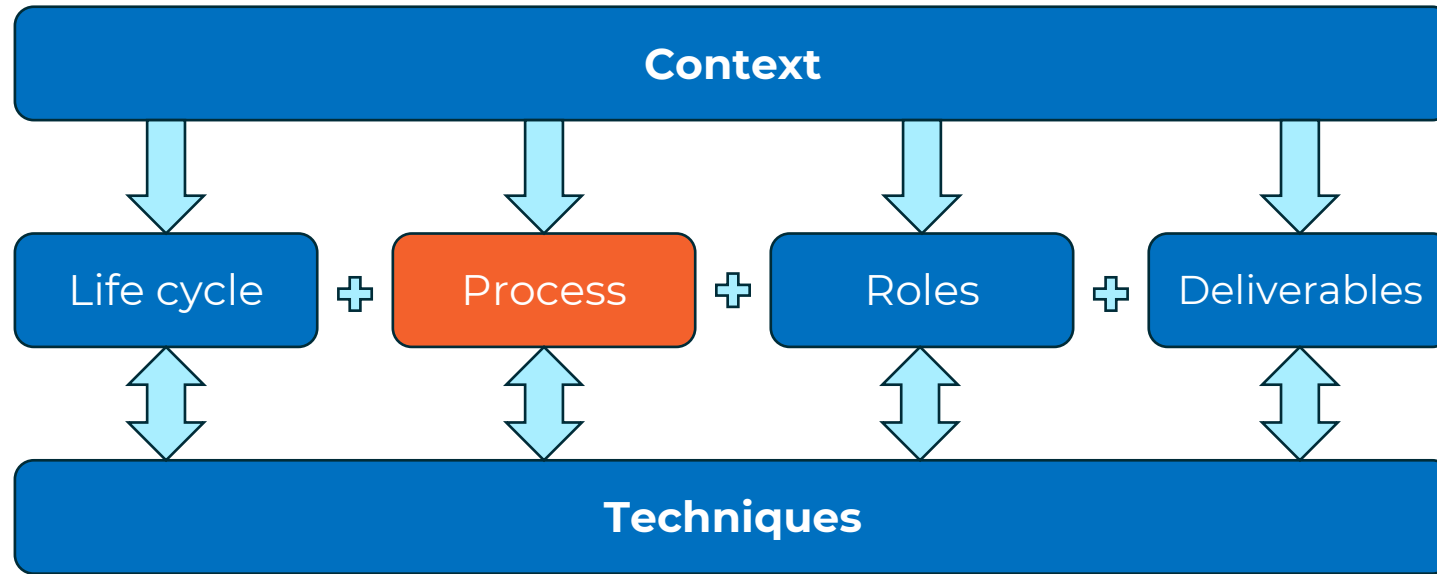 Context
Life cycle
Process
Roles
Deliverables
Techniques